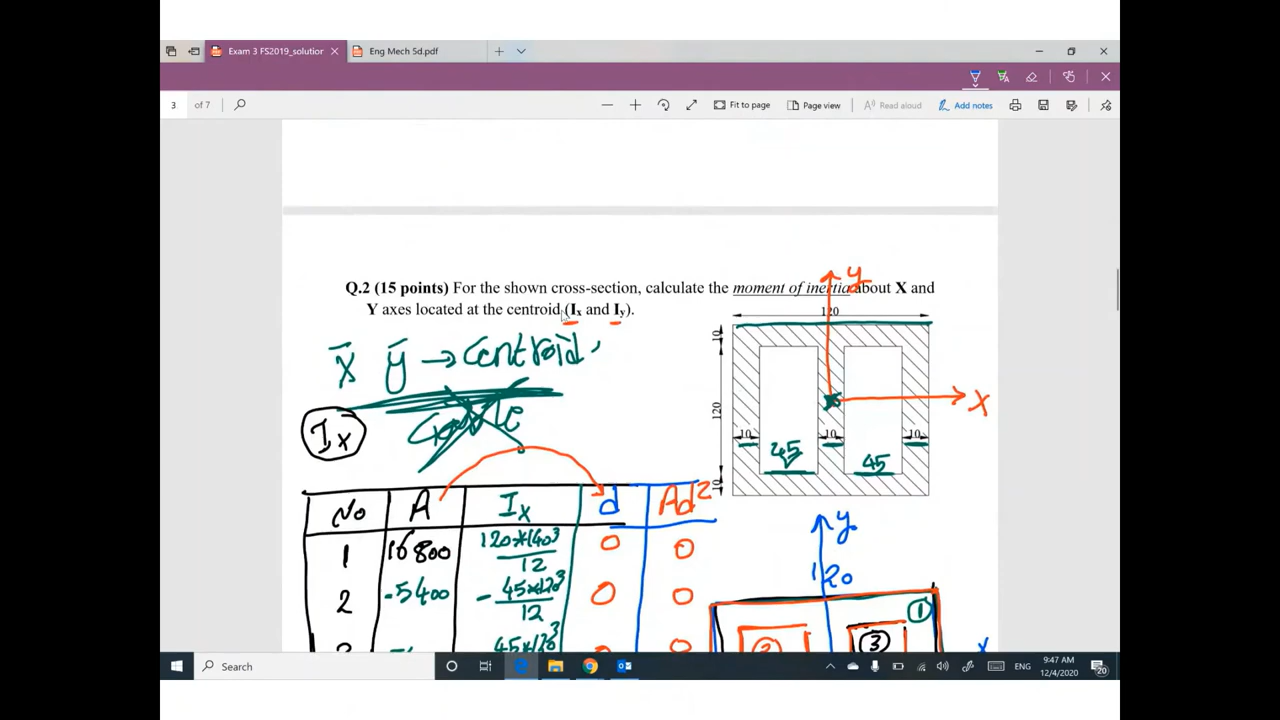 Exam 3 FS2019_solution
Eng Mech 5d.pdf
3 of 7
Fit to page
Page view
Read aloud
Add notes
Q.2 (15 points) For the shown cross-section, calculate the moment of inertia about X and
Y axes located at the centroid (Ix and Iy).
y
120
10
120
10
10
10
10
45
45
X
x̄ ȳ → Centroid
Ix
No A Ix d Ad²
1 16800 120*140³/12 0 0
2 -5400 -45*120³/12 0 0
45*120³
y
120
1
2
3
X
Search
ENG
9:47 AM
12/4/2020
20